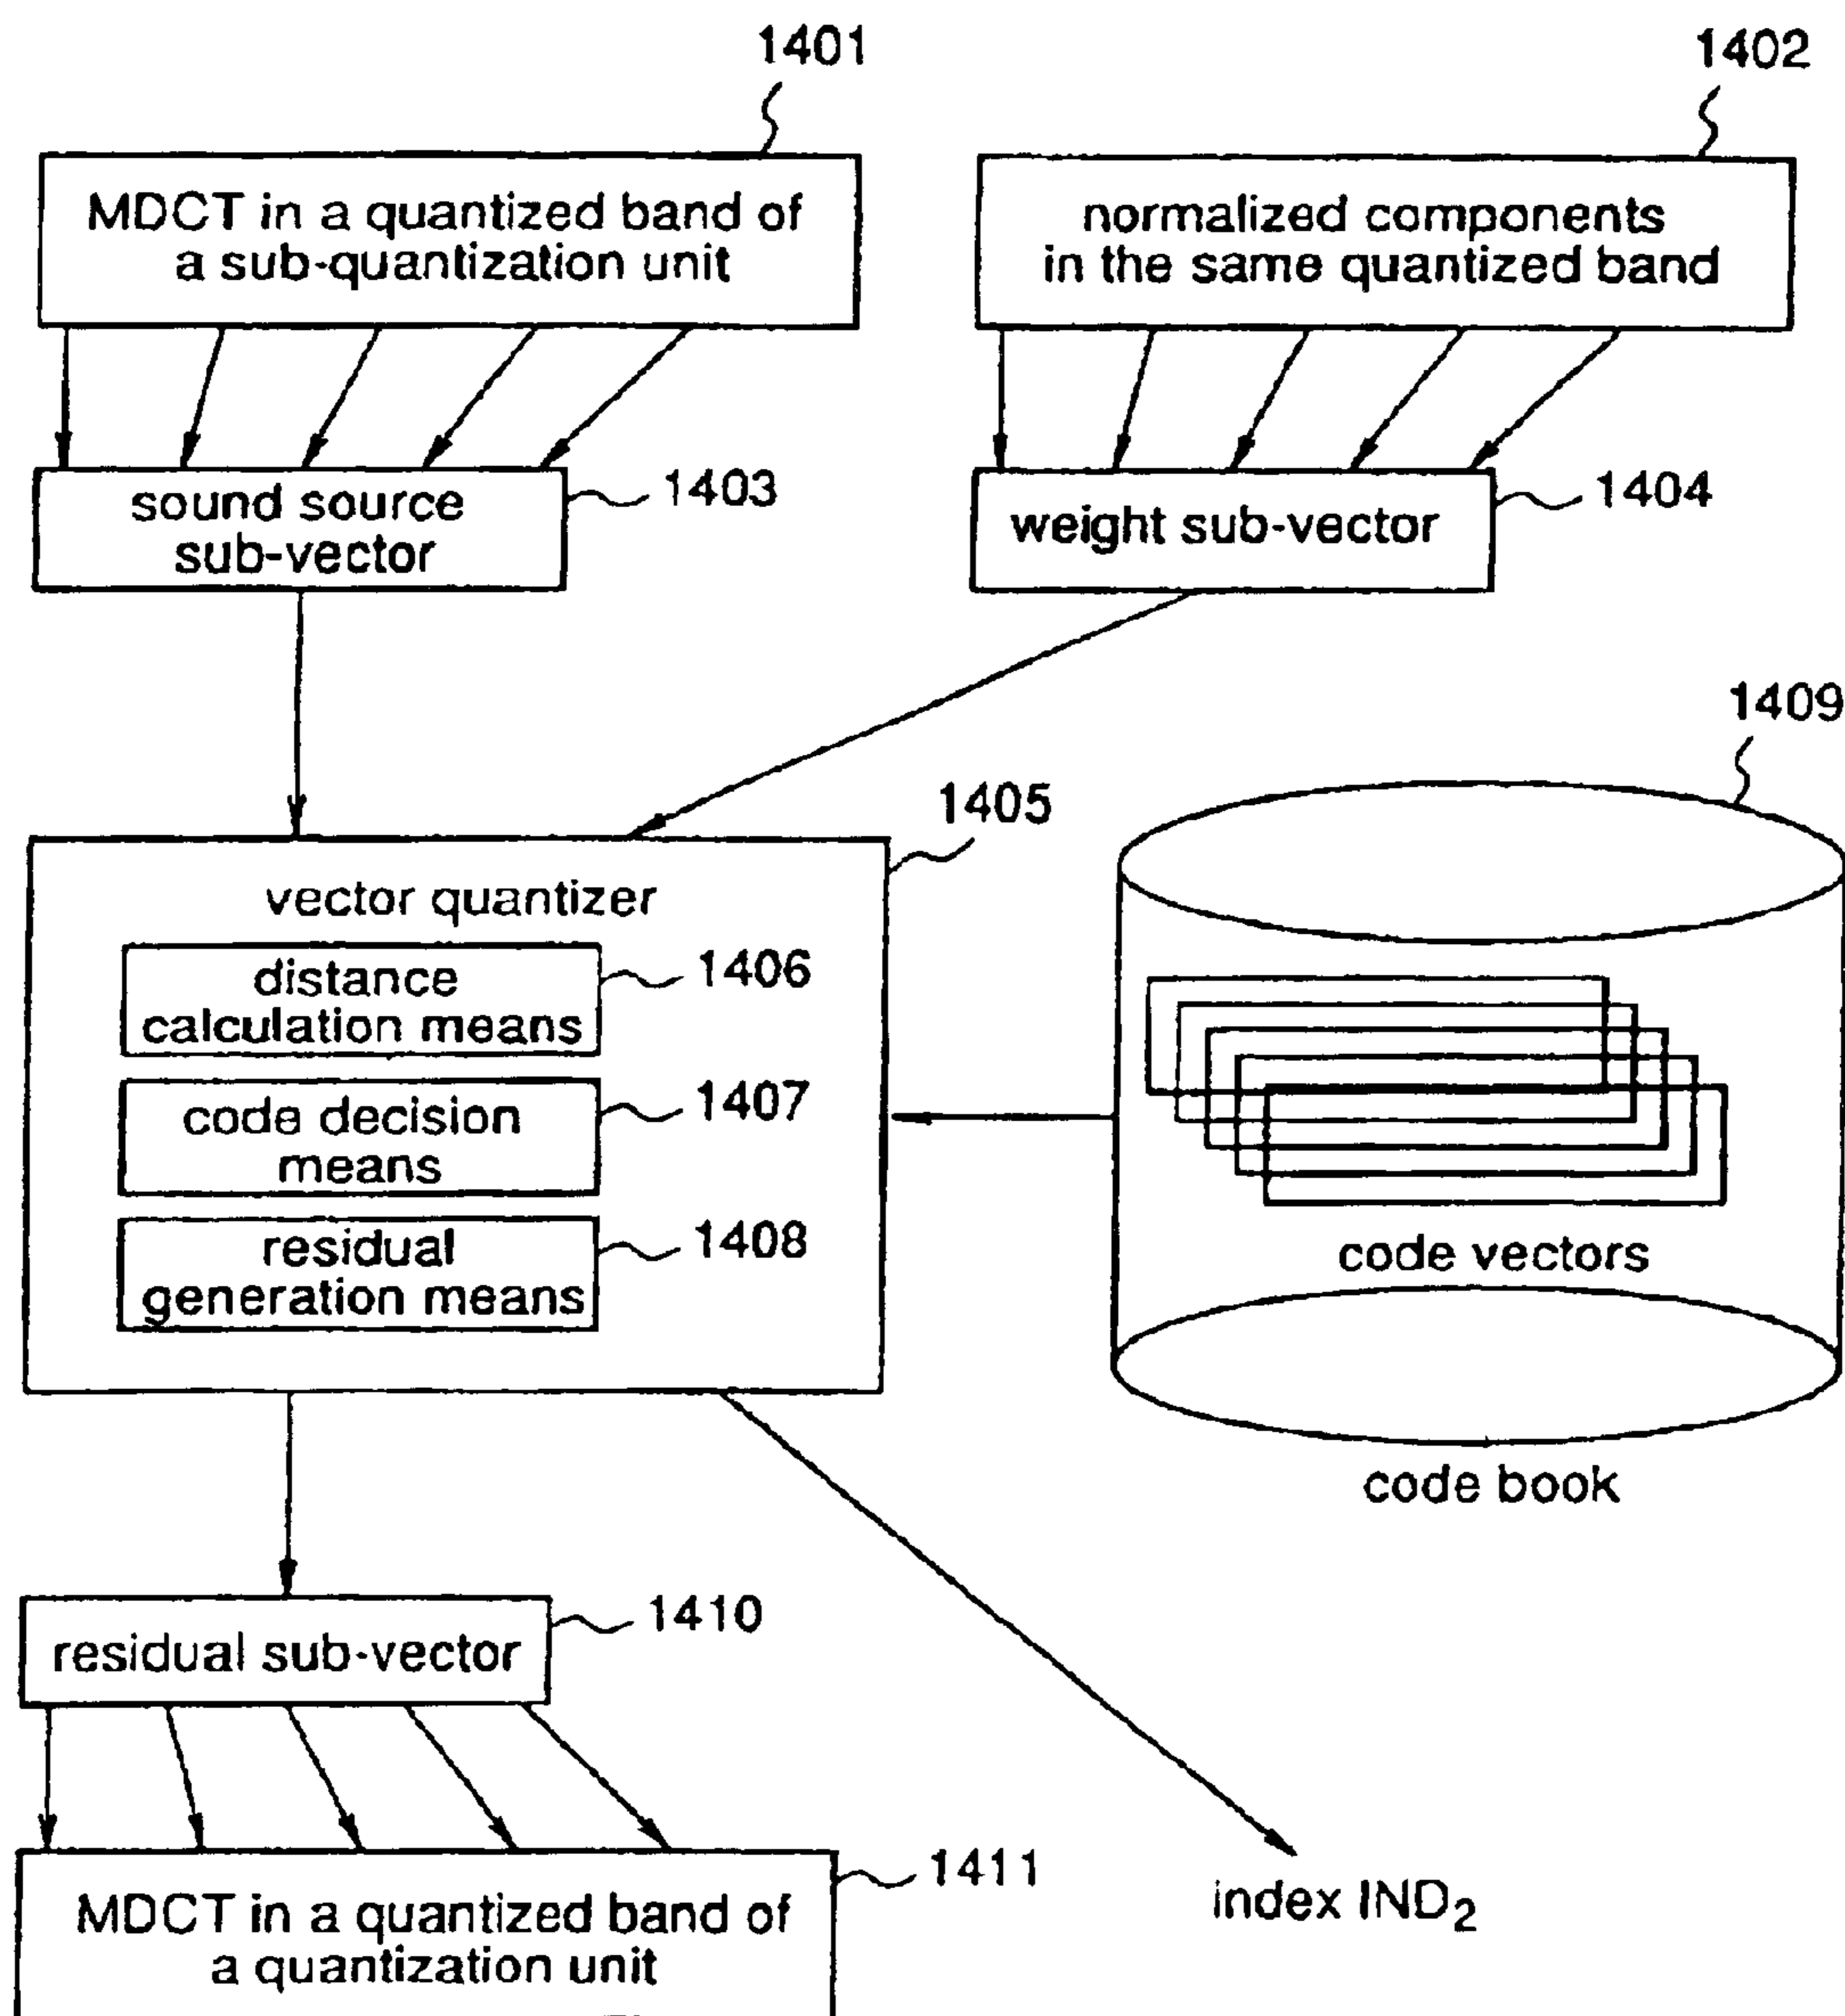 1401
1402
MDCT in a quantized band of
a sub-quantization unit
normalized components
in the same quantized band
sound source
sub-vector
1403
weight sub-vector
1404
1409
1405
vector quantizer
distance
calculation means
1406
code decision
means
1407
residual
generation means
1408
code vectors
code book
residual sub-vector
1410
1411
MDCT in a quantized band of
a quantization unit
index IND₂